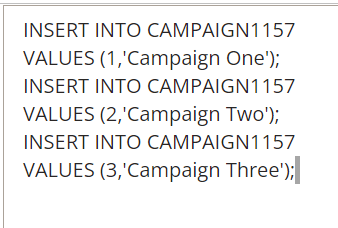 INSERT INTO CAMPAIGN1157
VALUES (1,'Campaign One');
INSERT INTO CAMPAIGN1157
VALUES (2,'Campaign Two');
INSERT INTO CAMPAIGN1157
VALUES (3,'Campaign Three');